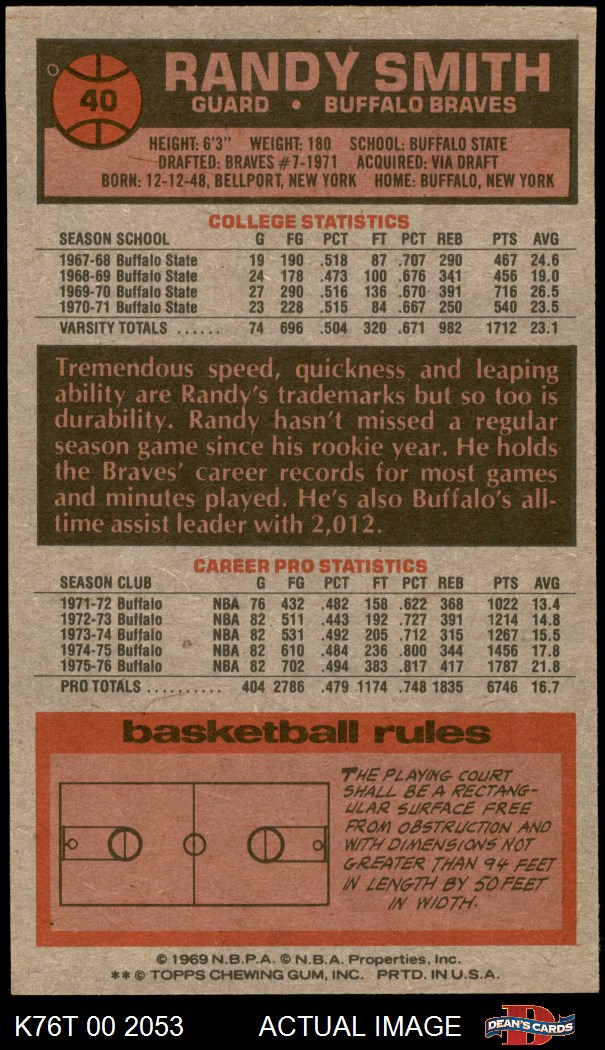 40
RANDY SMITH
GUARD • BUFFALO BRAVES
HEIGHT: 6'3" WEIGHT: 180 SCHOOL: BUFFALO STATE
DRAFTED: BRAVES #7-1971 ACQUIRED: VIA DRAFT
BORN: 12-12-48, BELLPORT, NEW YORK HOME: BUFFALO, NEW YORK
COLLEGE STATISTICS
SEASON SCHOOL G FG PCT FT PCT REB PTS AVG
1967-68 Buffalo State 19 190 .518 87 .707 290 467 24.6
1968-69 Buffalo State 24 178 .473 100 .676 341 456 19.0
1969-70 Buffalo State 27 290 .516 136 .670 391 716 26.5
1970-71 Buffalo State 23 228 .515 84 .667 250 540 23.5
VARSITY TOTALS ...... 74 696 .504 320 .671 982 1712 23.1
Tremendous speed, quickness and leaping
ability are Randy's trademarks but so too is
durability. Randy hasn't missed a regular
season game since his rookie year. He holds
the Braves' career records for most games
and minutes played. He's also Buffalo's all-
time assist leader with 2,012.
CAREER PRO STATISTICS
SEASON CLUB G FG PCT FT PCT REB PTS AVG
1971-72 Buffalo NBA 76 432 .482 158 .622 368 1022 13.4
1972-73 Buffalo NBA 82 511 .443 192 .727 391 1214 14.8
1973-74 Buffalo NBA 82 531 .492 205 .712 315 1267 15.5
1974-75 Buffalo NBA 82 610 .484 236 .800 344 1456 17.8
1975-76 Buffalo NBA 82 702 .494 383 .817 417 1787 21.8
PRO TOTALS .......... 404 2786 .479 1174 .748 1835 6746 16.7
basketball rules
THE PLAYING COURT
SHALL BE A RECTANG-
ULAR SURFACE FREE
FROM OBSTRUCTION AND
WITH DIMENSIONS NOT
GREATER THAN 94 FEET
IN LENGTH BY 50 FEET
IN WIDTH.
© 1969 N.B.P.A. © N.B.A. Properties, Inc.
** © TOPPS CHEWING GUM, INC. PRTD. IN U.S.A.
K76T 00 2053 ACTUAL IMAGE
D
DEAN'S CARDS